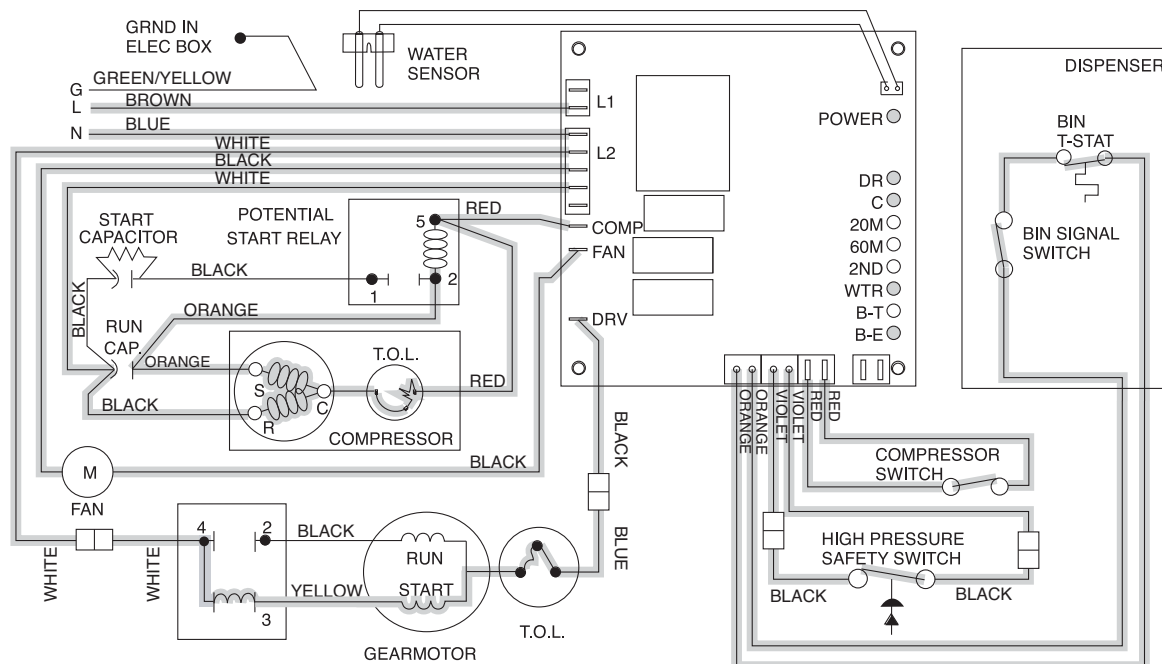 GRND IN
ELEC BOX
WATER
SENSOR
DISPENSER
G
GREEN/YELLOW
L
BROWN
L1
POWER
N
BLUE
BIN
T-STAT
WHITE
L2
BLACK
WHITE
DR
C
20M
60M
2ND
WTR
B-T
B-E
START
CAPACITOR
POTENTIAL
START RELAY
5
RED
COMP
FAN
BIN SIGNAL
SWITCH
BLACK
1
2
ORANGE
BLACK
RUN
CAP.
DRV
ORANGE
T.O.L.
S
C
R
RED
BLACK
COMPRESSOR
ORANGE
ORANGE
VIOLET
VIOLET
RED
RED
BLACK
BLACK
M
FAN
COMPRESSOR
SWITCH
4
2
BLACK
RUN
BLUE
HIGH PRESSURE
SAFETY SWITCH
WHITE
WHITE
YELLOW
START
3
BLACK
BLACK
T.O.L.
GEARMOTOR